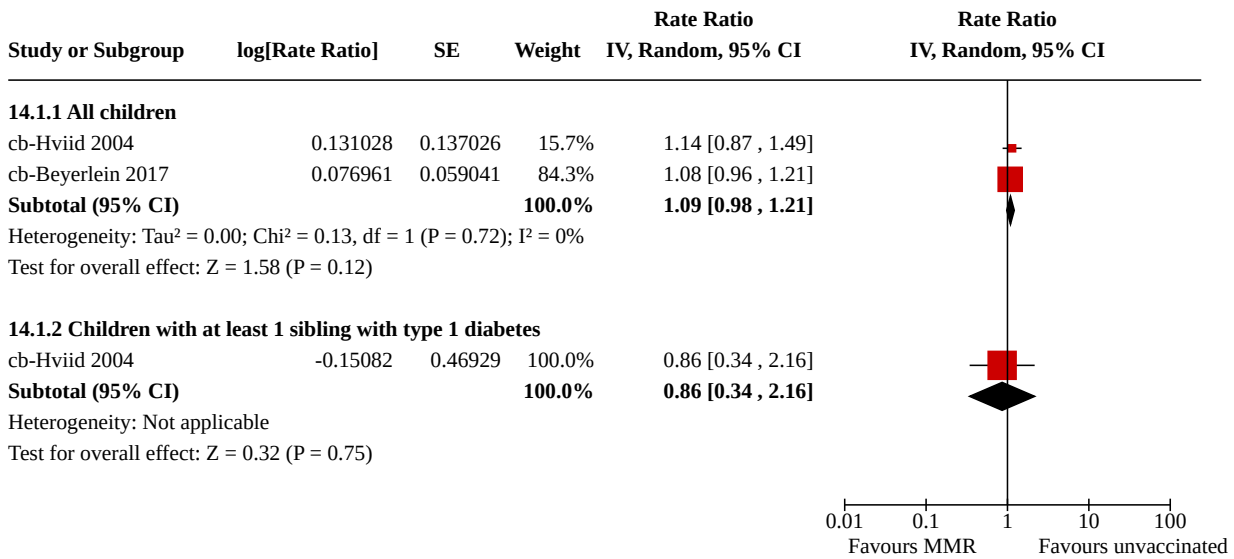 Rate Ratio Rate Ratio
Study or Subgroup log[Rate Ratio] SE Weight IV, Random, 95% CI IV, Random, 95% CI
14.1.1 All children
cb-Hviid 2004 0.131028 0.137026 15.7% 1.14 [0.87 , 1.49]
cb-Beyerlein 2017 0.076961 0.059041 84.3% 1.08 [0.96 , 1.21]
Subtotal (95% CI) 100.0% 1.09 [0.98 , 1.21]
Heterogeneity: Tau² = 0.00; Chi² = 0.13, df = 1 (P = 0.72); I² = 0%
Test for overall effect: Z = 1.58 (P = 0.12)
14.1.2 Children with at least 1 sibling with type 1 diabetes
cb-Hviid 2004 -0.15082 0.46929 100.0% 0.86 [0.34 , 2.16]
Subtotal (95% CI) 100.0% 0.86 [0.34 , 2.16]
Heterogeneity: Not applicable
Test for overall effect: Z = 0.32 (P = 0.75)
0.01 0.1 1 10 100
Favours MMR Favours unvaccinated